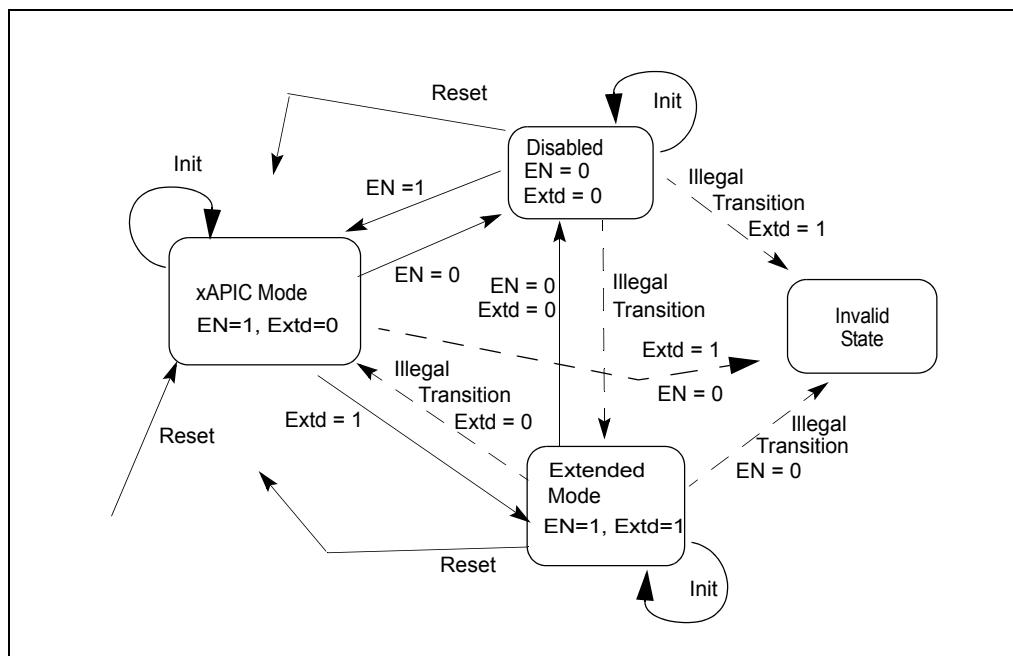 Reset
Init
Disabled
EN = 0
Extd = 0
Init
EN =1
Illegal
Transition
Extd = 1
xAPIC Mode
EN=1, Extd=0
EN = 0
EN = 0
Extd = 0
Illegal
Transition
Invalid
State
Extd = 1
EN = 0
Illegal
Transition
Extd = 0
Extd = 1
Reset
Illegal
Transition
EN = 0
Extended
Mode
EN=1, Extd=1
Reset
Init